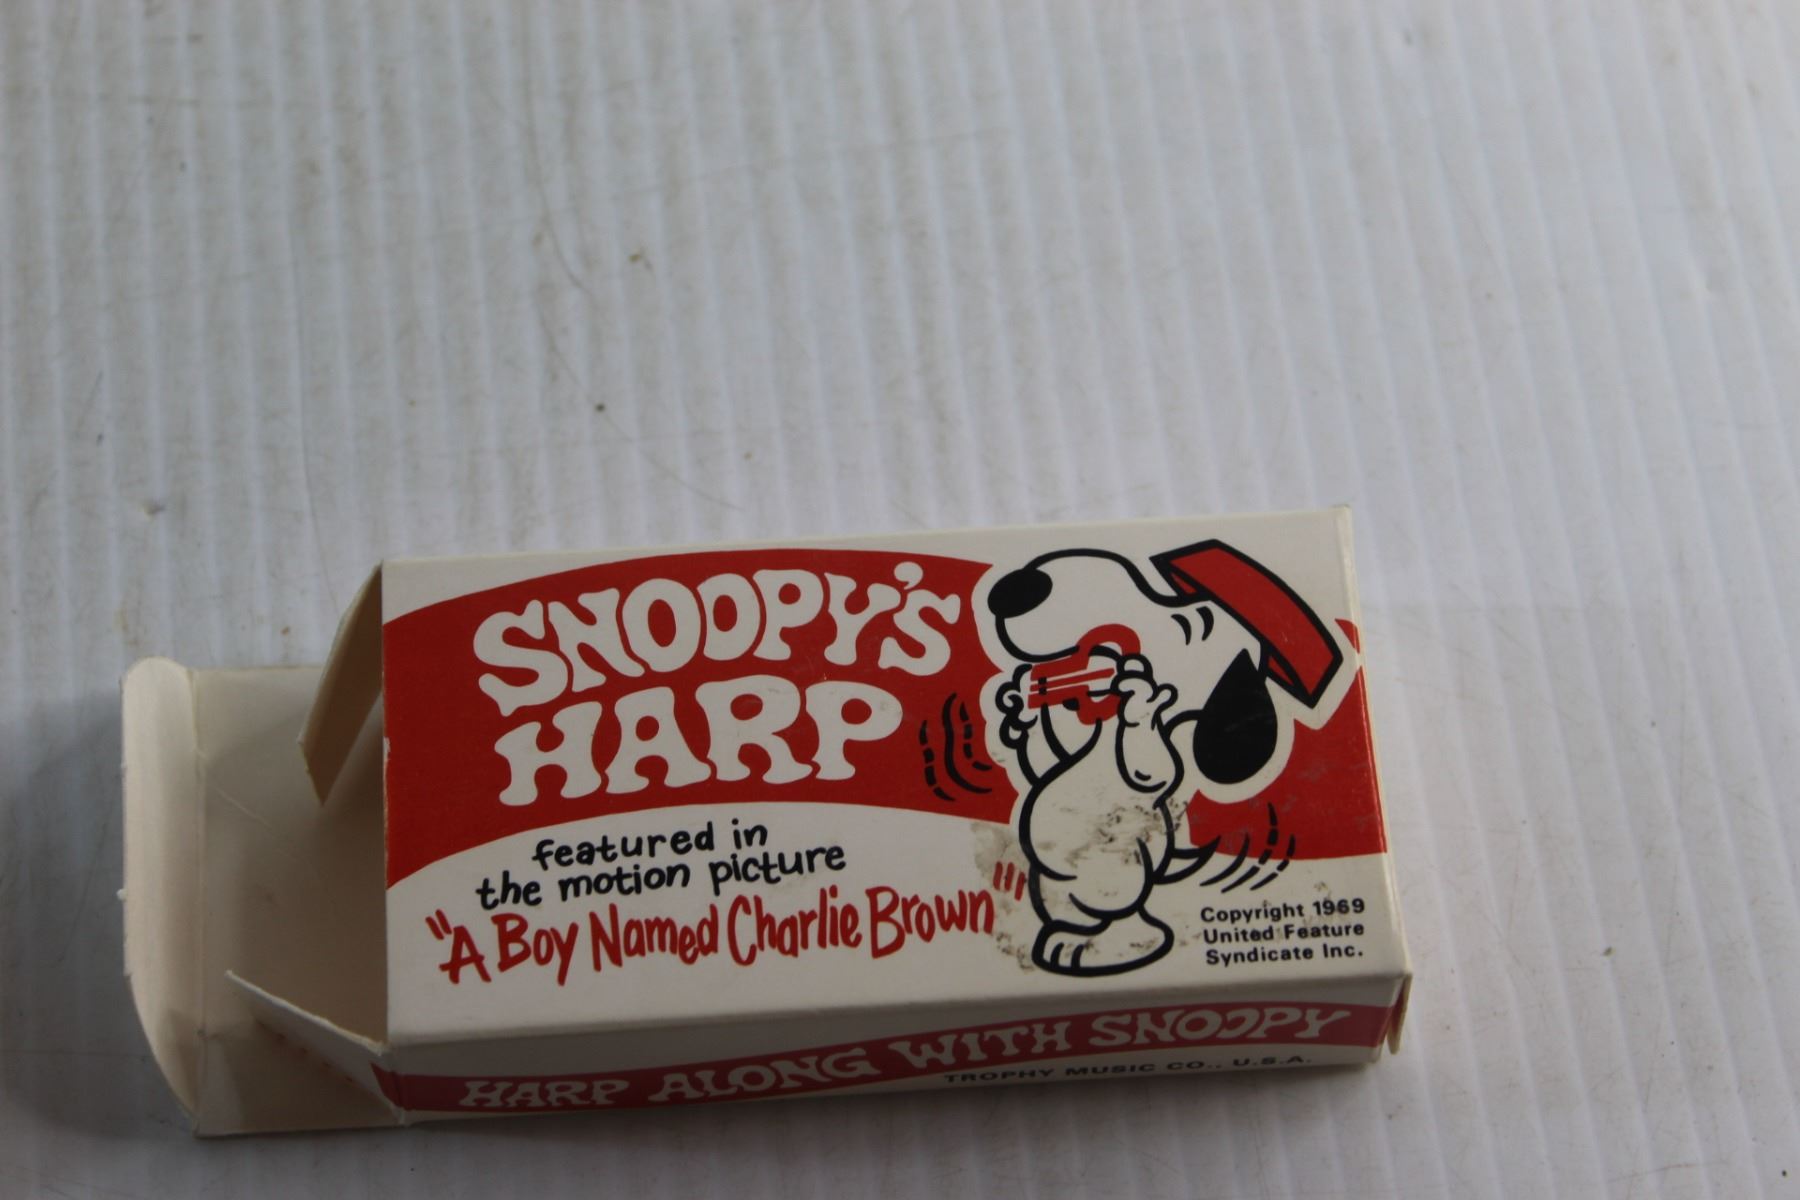 SNOOPY'S
HARP
featured in
the motion picture
"A Boy Named Charlie Brown"
Copyright 1969
United Feature
Syndicate Inc.
HARP ALONG WITH SNOOPY
TROPHY MUSIC CO., U.S.A.